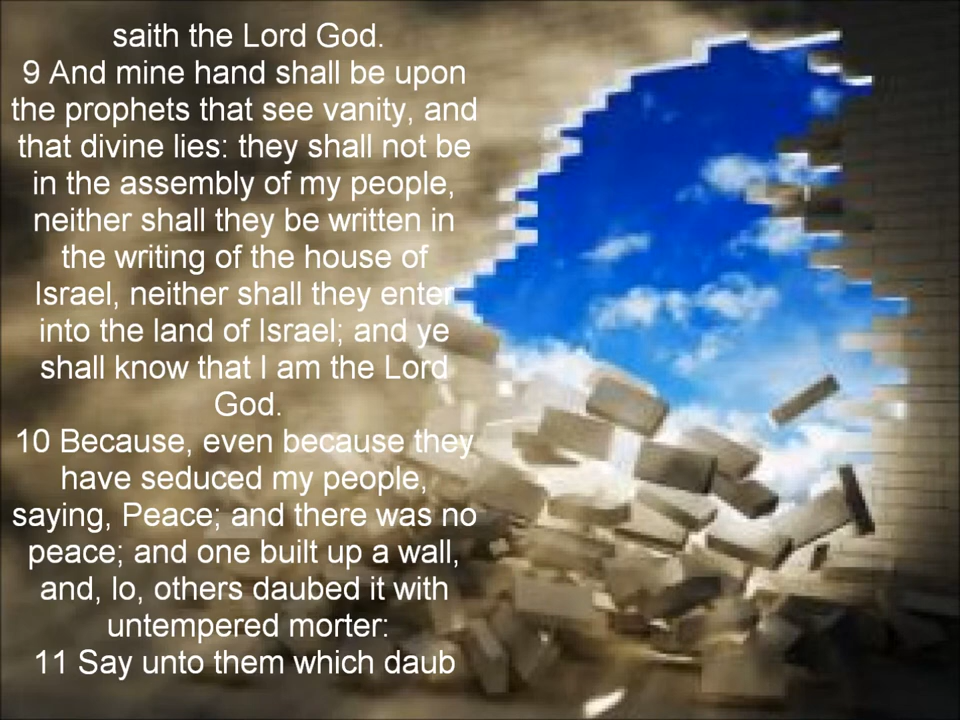 saith the Lord God.
9 And mine hand shall be upon
the prophets that see vanity, and
that divine lies: they shall not be
in the assembly of my people,
neither shall they be written in
the writing of the house of
Israel, neither shall they enter
into the land of Israel; and ye
shall know that I am the Lord
God.
10 Because, even because they
have seduced my people,
saying, Peace; and there was no
peace; and one built up a wall,
and, lo, others daubed it with
untempered morter:
11 Say unto them which daub